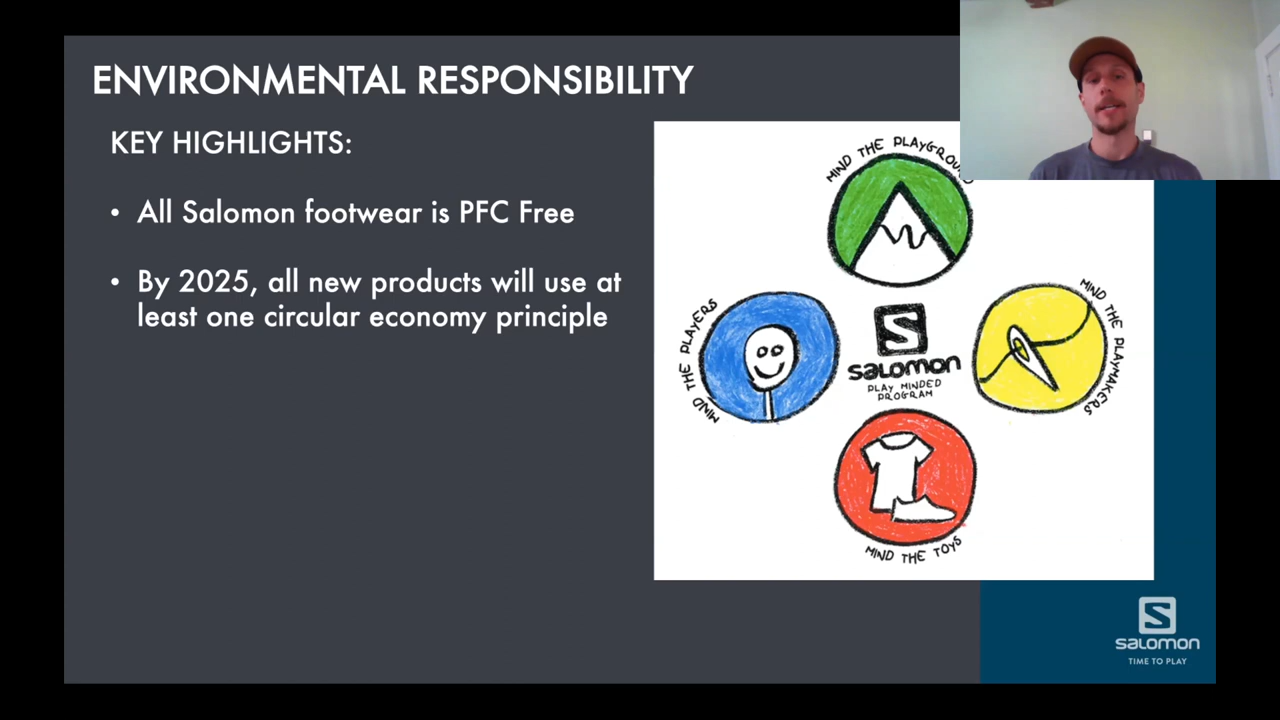 ENVIRONMENTAL RESPONSIBILITY
KEY HIGHLIGHTS:
• All Salomon footwear is PFC Free
• By 2025, all new products will use at
least one circular economy principle
MIND THE PLAYGROUND
MIND THE PLAYERS
S
SALOMON
PLAY MINDED
PROGRAM
MIND THE PLAYMAKERS
MIND THE TOYS
S
SALOMON
TIME TO PLAY